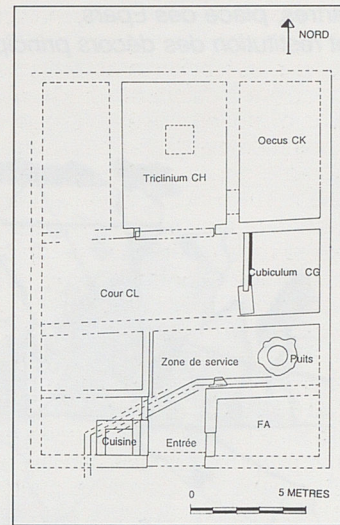 NORD
Oecus CK
Triclinium CH
Cubiculum CG
Cour CL
Zone de service
Puits
Cuisine
Entrée
FA
0 5 METRES